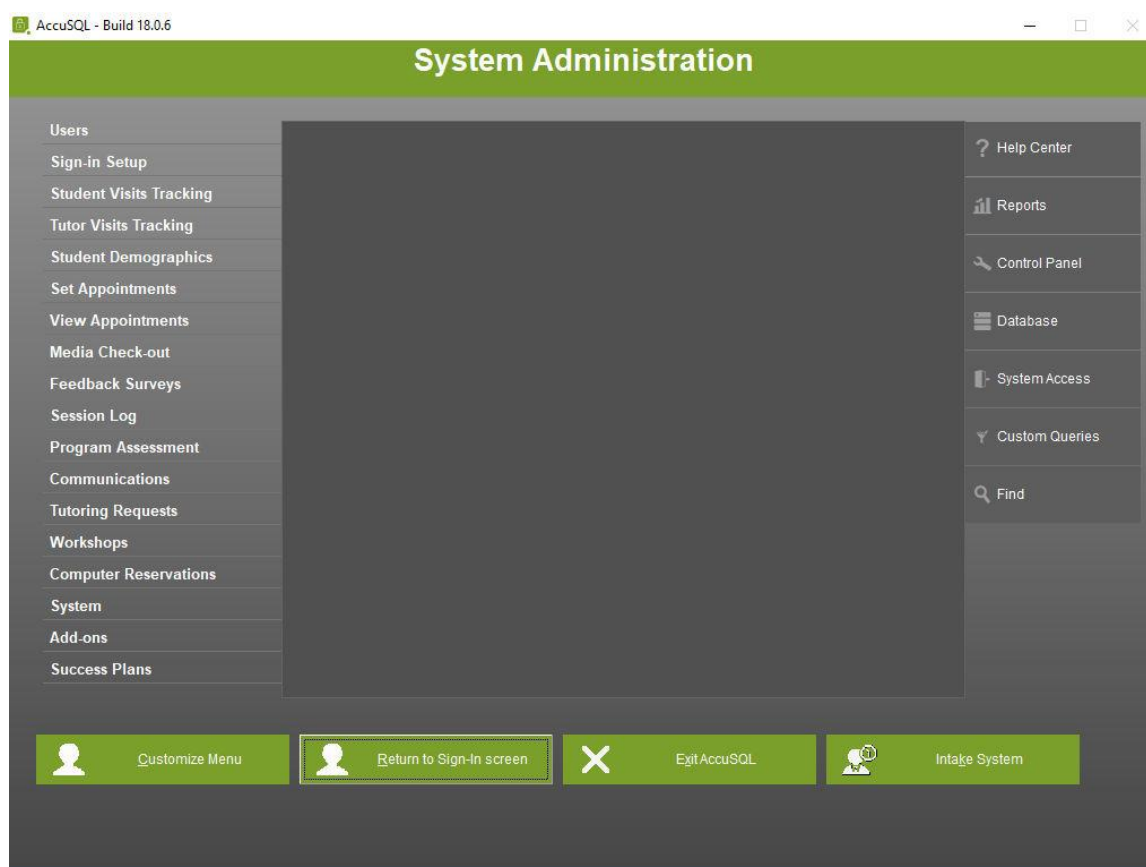 AccuSQL - Build 18.0.6
System Administration
Users
Sign-in Setup
Student Visits Tracking
Tutor Visits Tracking
Student Demographics
Set Appointments
View Appointments
Media Check-out
Feedback Surveys
Session Log
Program Assessment
Communications
Tutoring Requests
Workshops
Computer Reservations
System
Add-ons
Success Plans
? Help Center
Reports
Control Panel
Database
System Access
Custom Queries
Find
Customize Menu
Return to Sign-In screen
Exit AccuSQL
Intake System